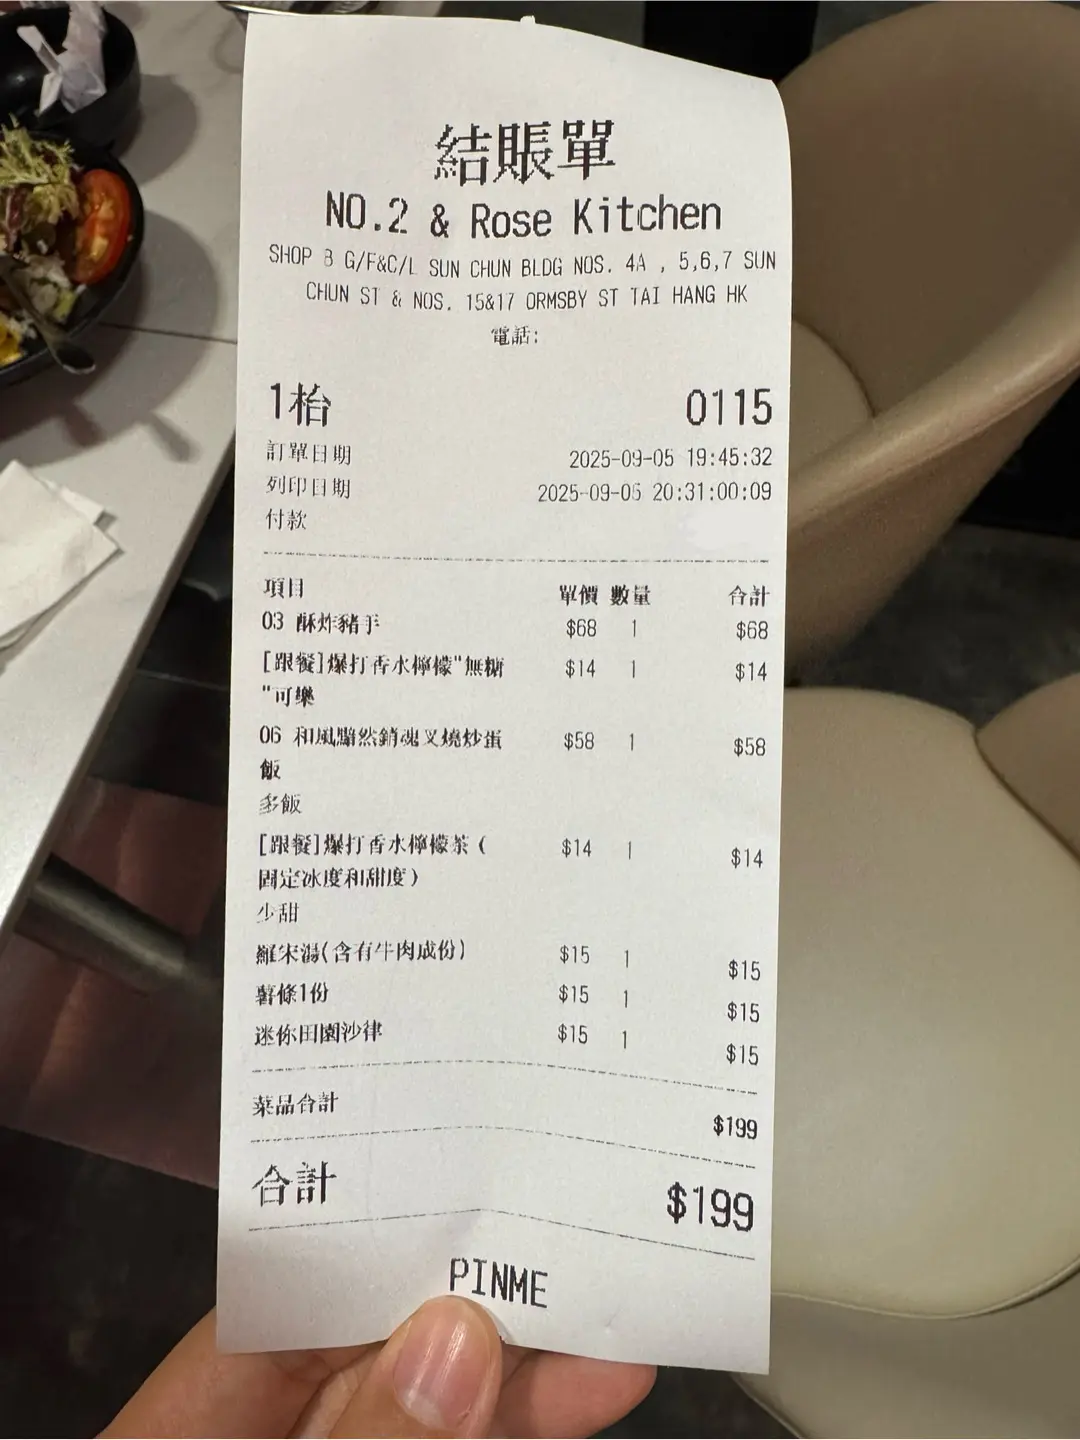 結賬單
NO.2 & Rose Kitchen
SHOP B G/F&C/L SUN CHUN BLDG NOS. 4A , 5,6,7 SUN
CHUN ST & NOS. 15&17 ORMSBY ST TAI HANG HK
電話:
1枱 0115
訂單日期 2025-09-05 19:45:32
列印日期 2025-09-05 20:31:00:09
付款
項目 單價 數量 合計
03 酥炸豬手 $68 1 $68
[跟餐]爆打香水檸檬"無糖 $14 1 $14
"可樂
06 和風黯然銷魂叉燒炒蛋 $58 1 $58
飯
多飯
[跟餐]爆打香水檸檬茶( $14 1 $14
固定冰度和甜度)
少甜
羅宋湯(含有牛肉成份) $15 1 $15
薯條1份 $15 1 $15
迷你田園沙律 $15 1 $15
菜品合計 $199
合計 $199
PINME